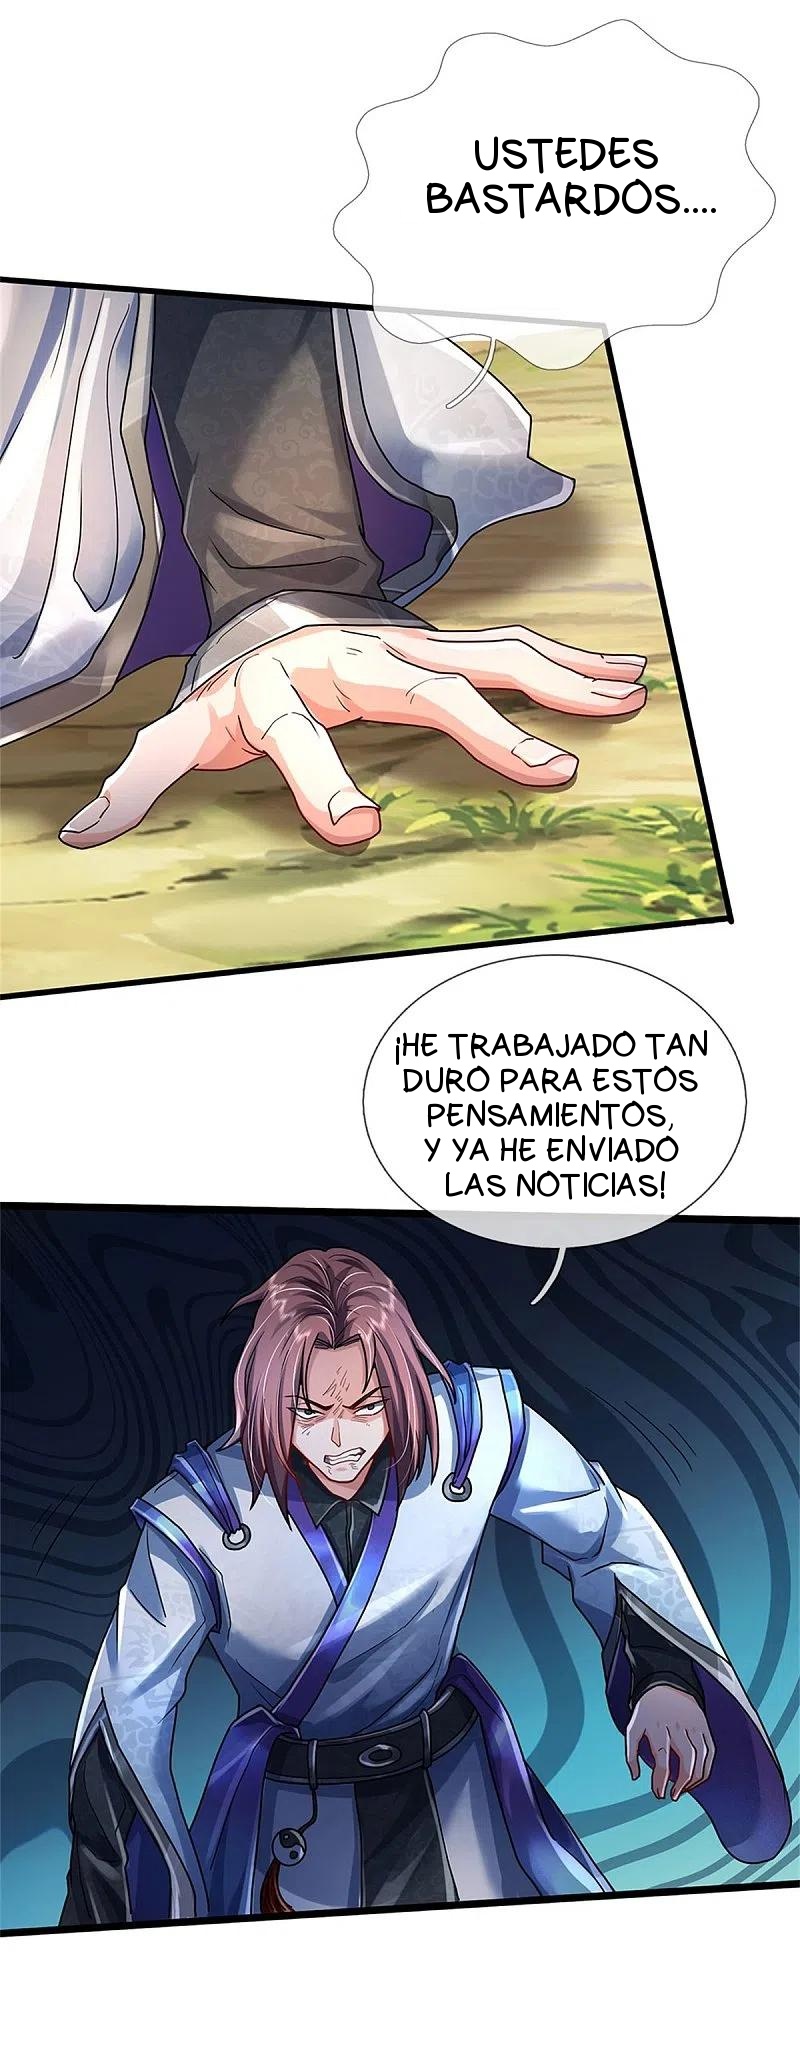 USTEDES
BASTARDOS....
¡HE TRABAJADO TAN
DURO PARA ESTOS
PENSAMIENTOS,
Y YA HE ENVIADO
LAS NOTICIAS!